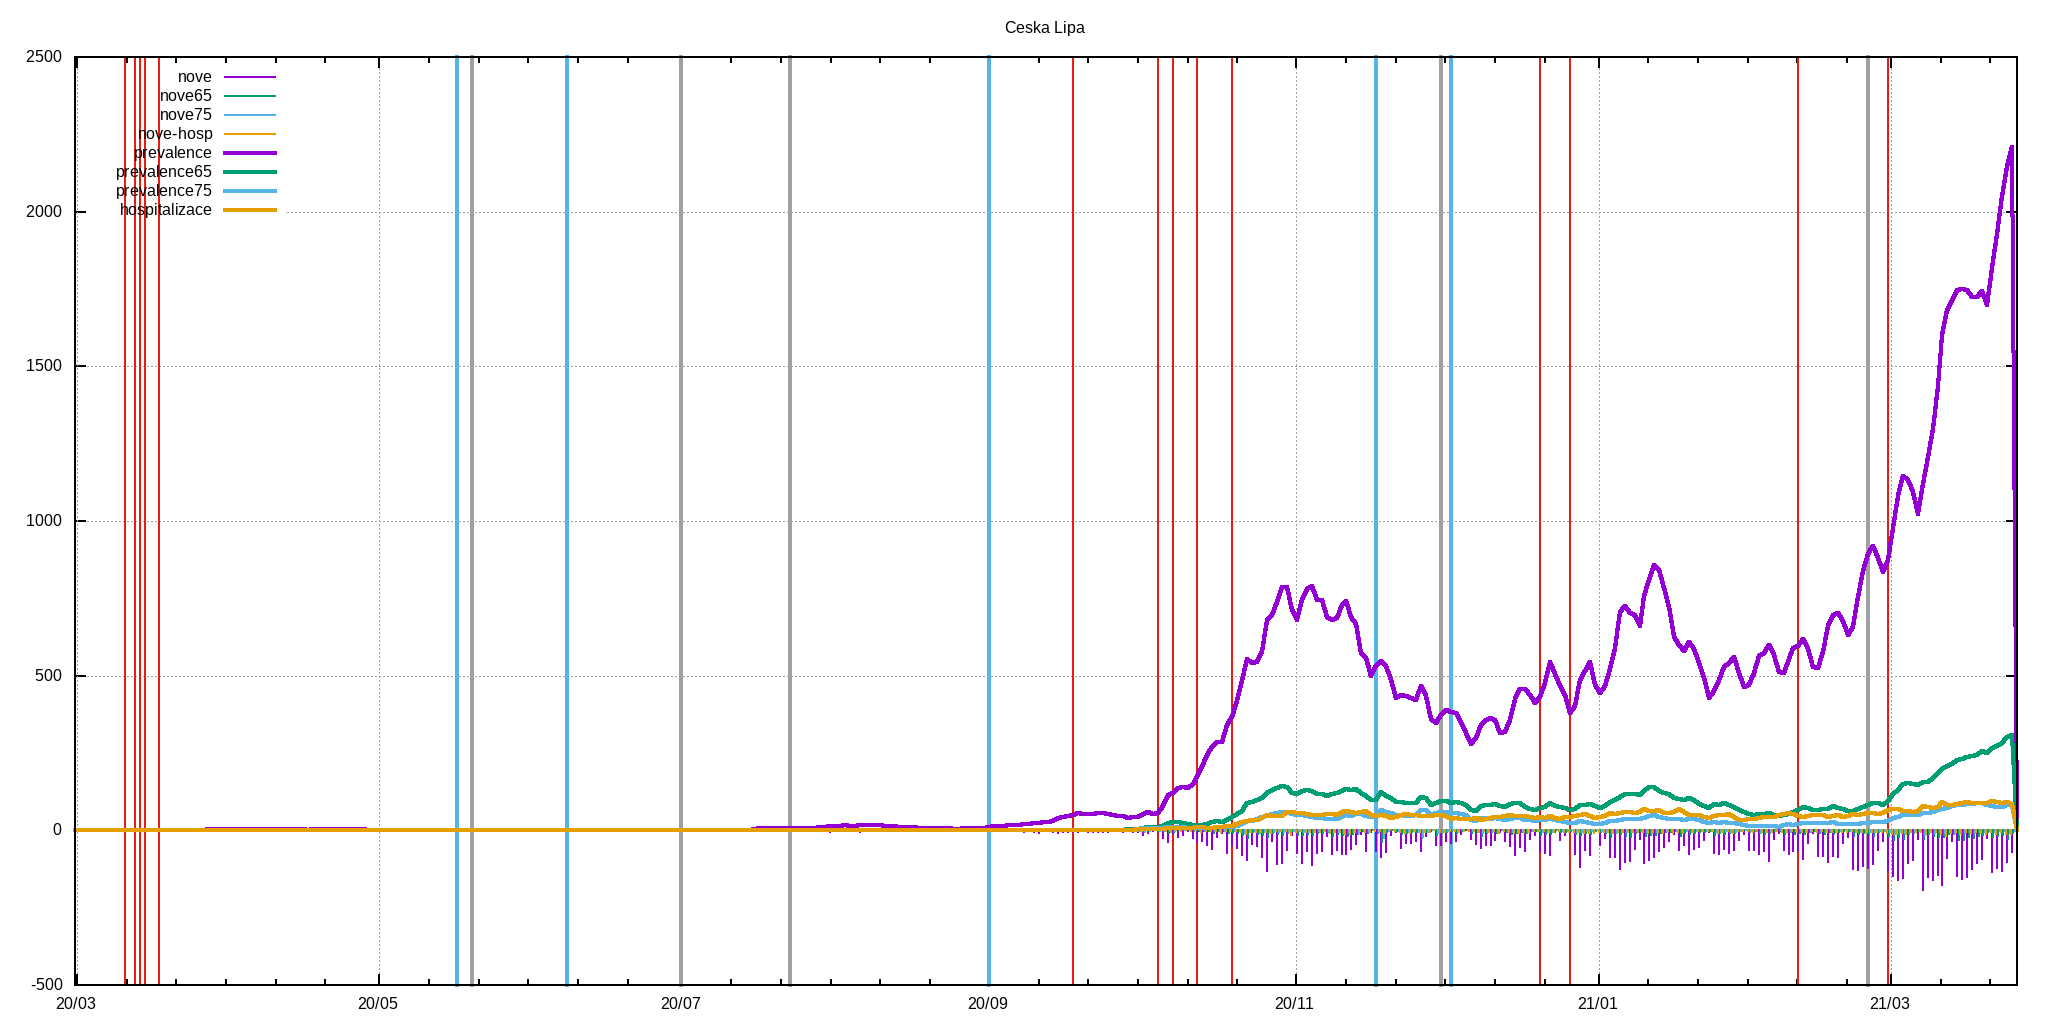 Ceska Lipa
2500
2000
1500
1000
500
0
-500
nove
nove65
nove75
nove-hosp
prevalence
prevalence65
prevalence75
hospitalizace
20/03
20/05
20/07
20/09
20/11
21/01
21/03